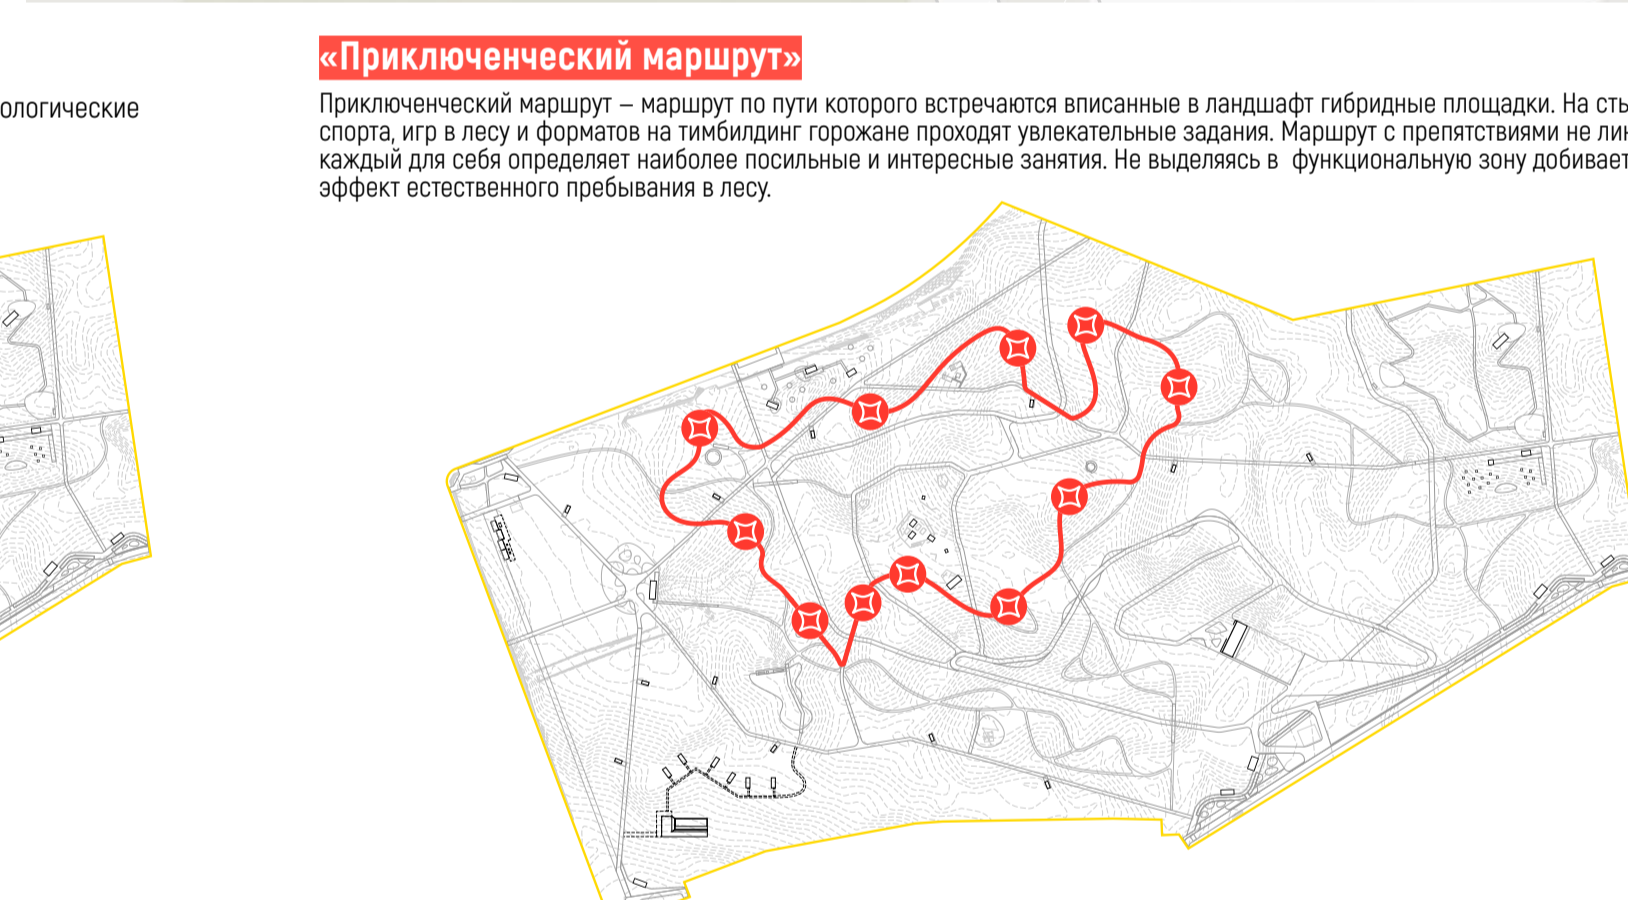 «Приключенческий маршрут»
ологические
Приключенческий маршрут – маршрут по пути которого встречаются вписанные в ландшафт гибридные площадки. На сты
спорта, игр в лесу и форматов на тимбилдинг горожане проходят увлекательные задания. Маршрут с препятствиями не
каждый для себя определяет наиболее посильные и интересные занятия. Не выделяясь в функциональную зону добивает
эффект естественного пребывания в лесу.